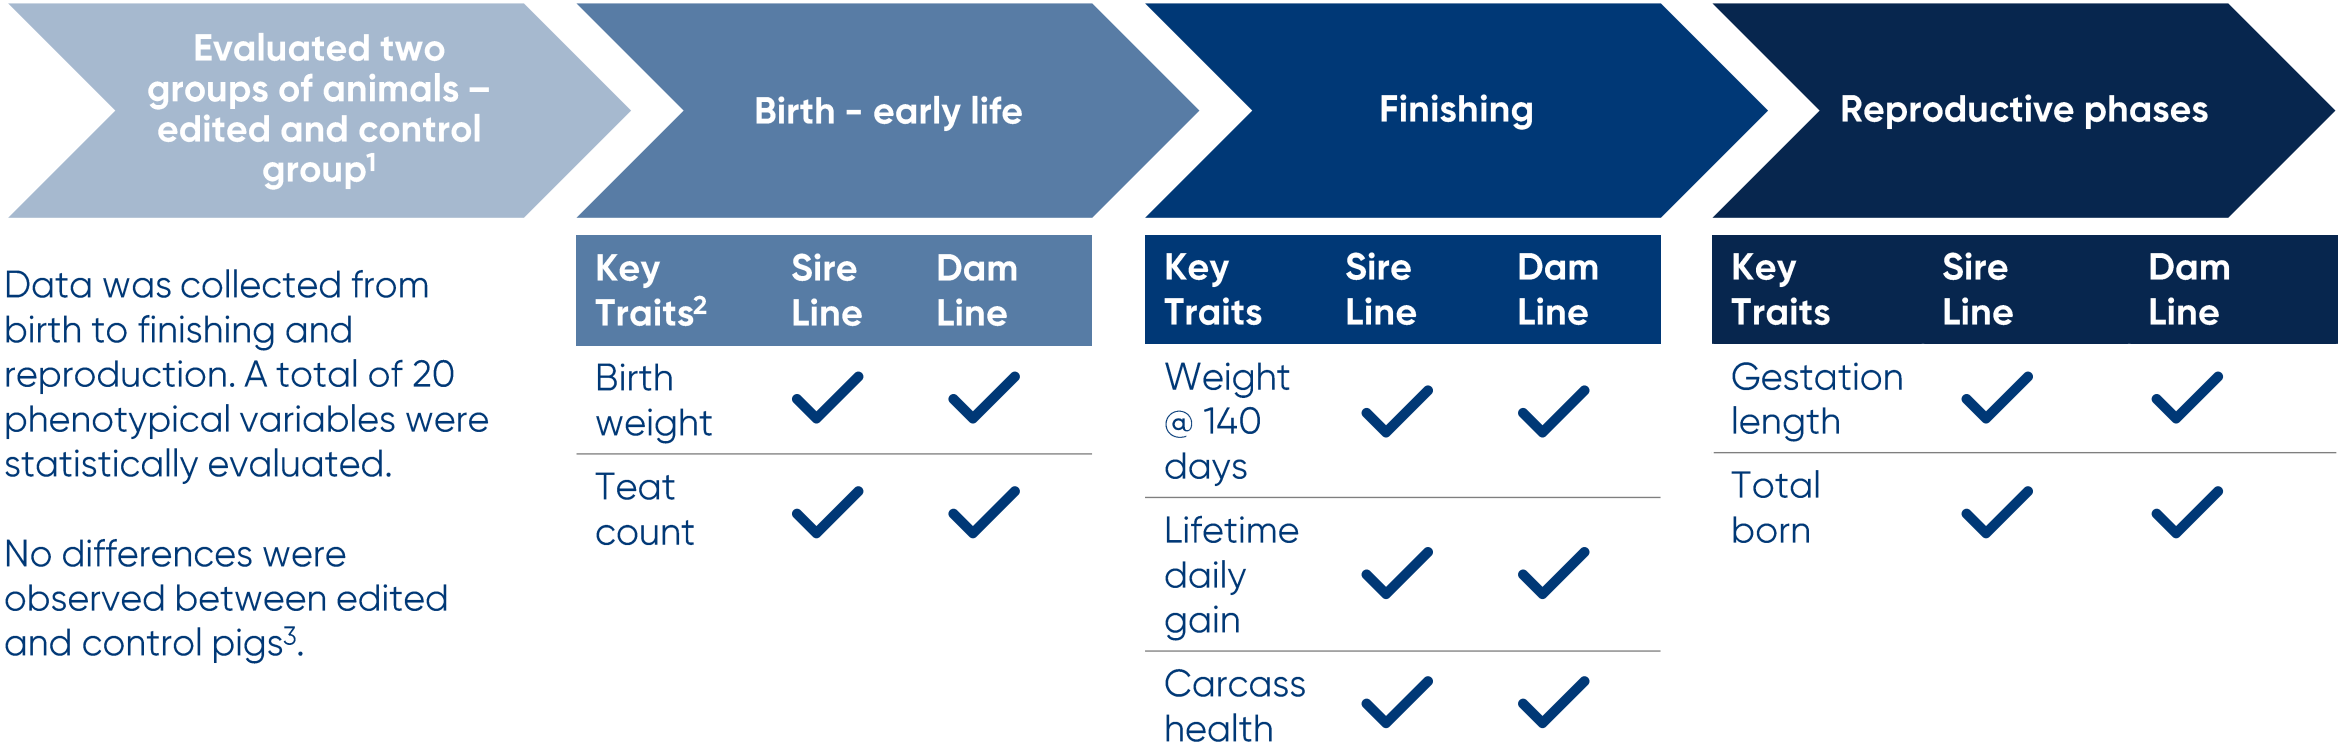 Evaluated two
groups of animals –
edited and control
group¹
Data was collected from
birth to finishing and
reproduction. A total of 20
phenotypical variables were
statistically evaluated.
No differences were
observed between edited
and control pigs³.
Birth - early life
Key Traits² Sire Line Dam Line
Birth weight
Teat count
Finishing
Key Traits Sire Line Dam Line
Weight @ 140 days
Lifetime daily gain
Carcass health
Reproductive phases
Key Traits Sire Line Dam Line
Gestation length
Total born